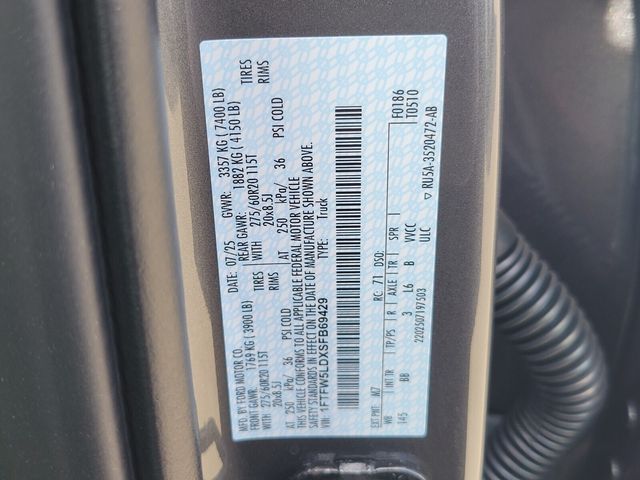 MFD. BY FORD MOTOR CO.
DATE: 07/25 GVWR: 3357 KG ( 7400 LB)
FRONT GAWR: 1769 KG ( 3900 LB) REAR GAWR: 1882 KG ( 4150 LB)
WITH 275/60R20 115T TIRES WITH 275/60R20 115T TIRES
20x8.5J RIMS 20x8.5J RIMS
AT 250 kPa/ 36 PSI COLD AT 250 kPa/ 36 PSI COLD
THIS VEHICLE CONFORMS TO ALL APPLICABLE FEDERAL MOTOR VEHICLE
SAFETY STANDARDS IN EFFECT ON THE DATE OF MANUFACTURE SHOWN ABOVE.
VIN: 1FTFW5LDXSFB69429 TYPE: Truck
F0186
T0510
EXT PNT: M7 RC: 71 DSO:
WB INT TR TP/PS R AXLE TR SPR
145 BB 3 L6 B VVCC
2202507197503 ULC
▽ RU5A-3520472-AB